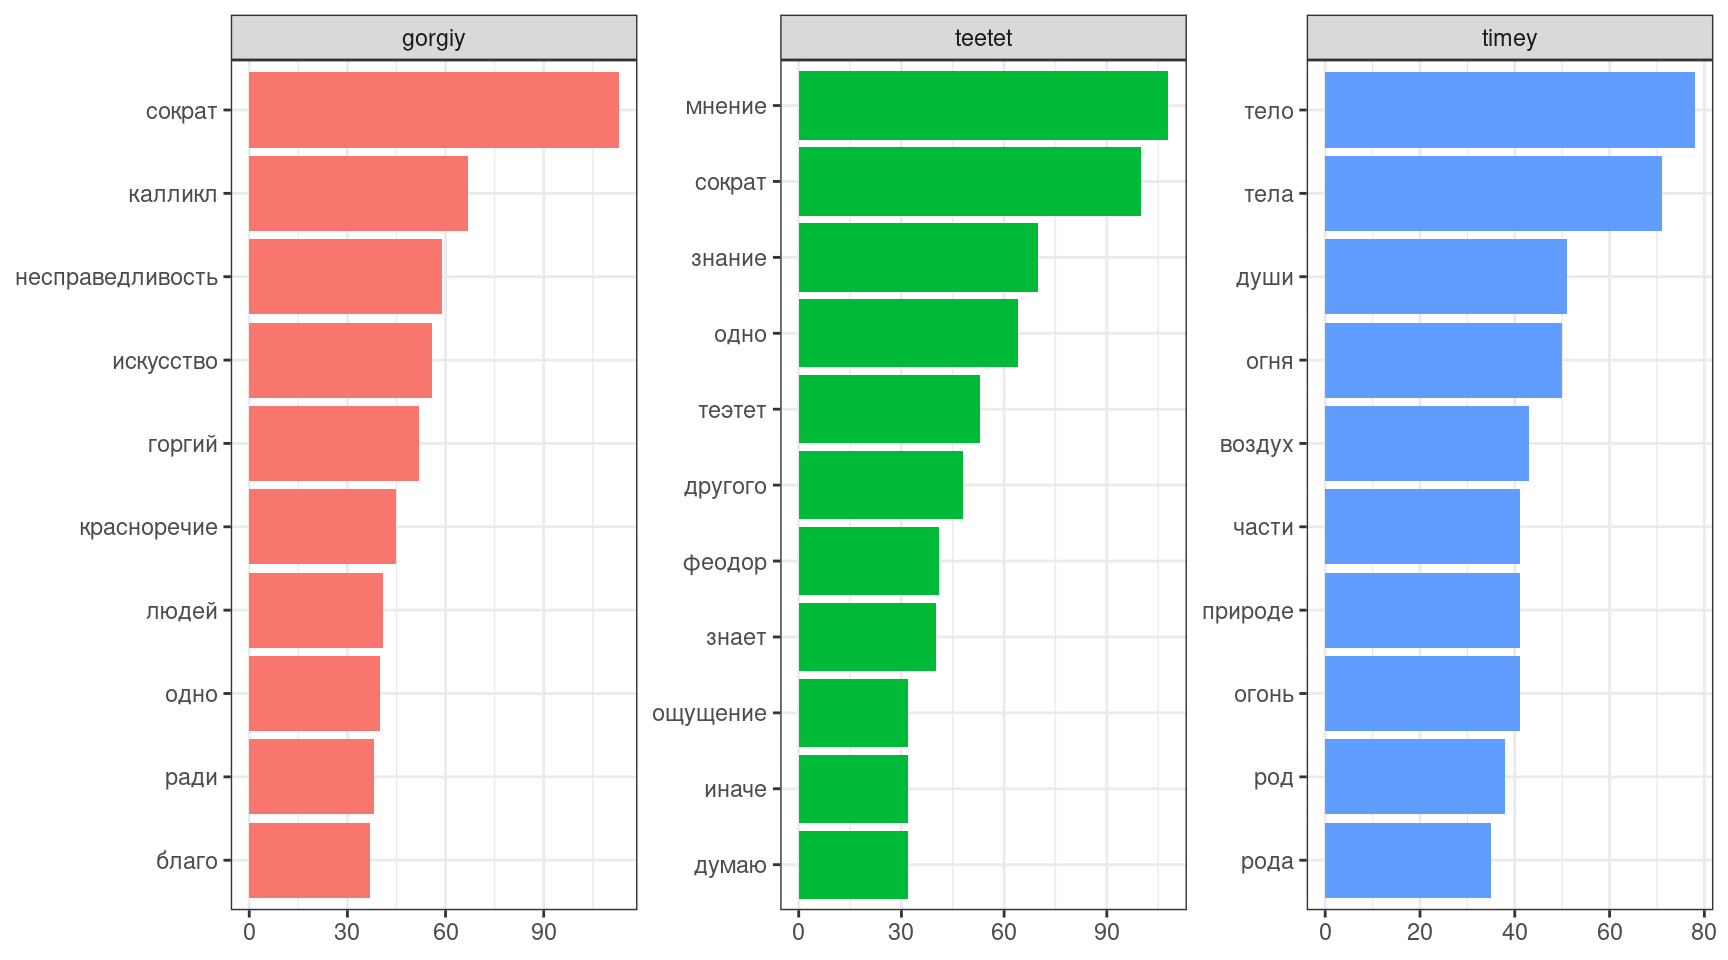 gorgiy
сократ
калликл
несправедливость
искусство
горгий
красноречие
людей
одно
ради
благо
0 30 60 90
teetet
мнение
сократ
знание
одно
теэтет
другого
феодор
знает
ощущение
иначе
думаю
0 30 60 90
timey
тело
тела
души
огня
воздух
части
природе
огонь
род
рода
0 20 40 60 80